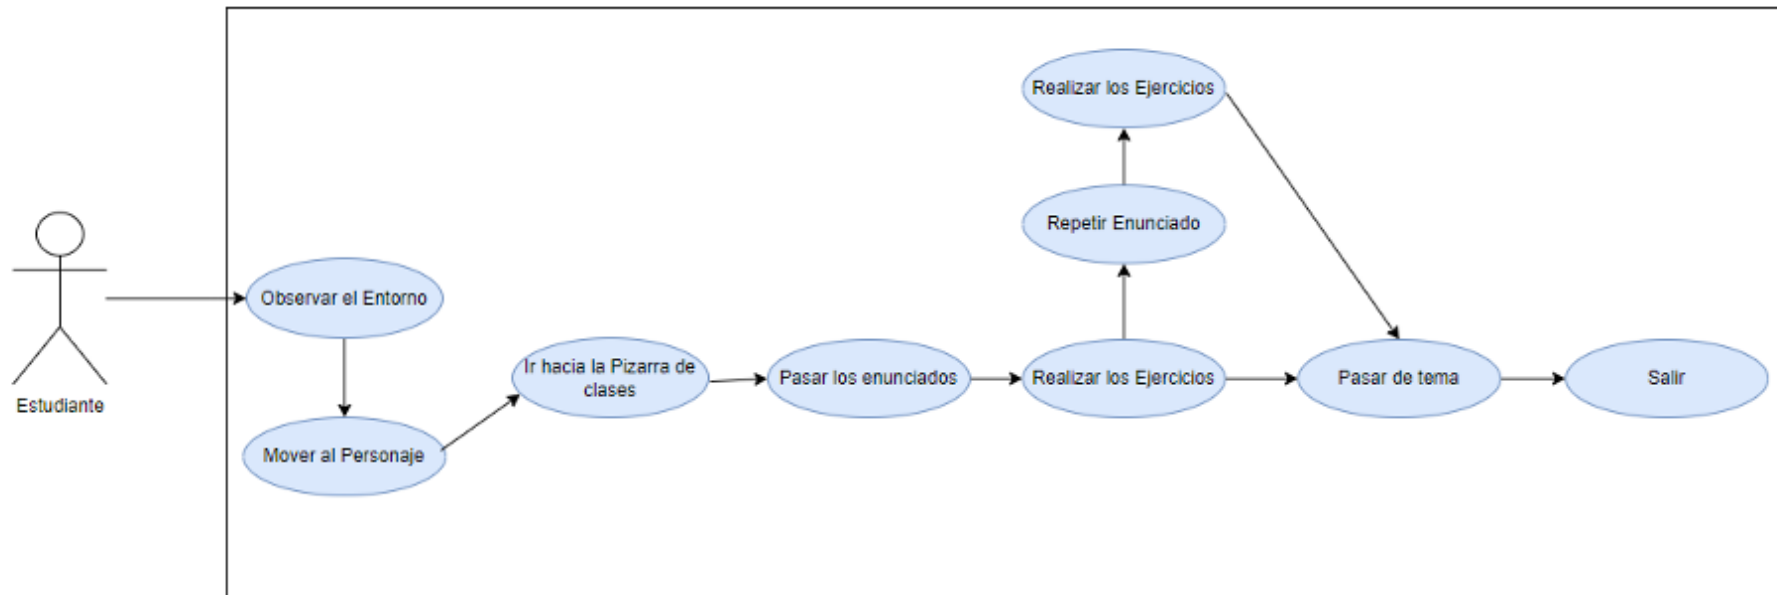 Realizar los Ejercicios
Repetir Enunciado
Observar el Entorno
Estudiante
Mover al Personaje
Ir hacia la Pizarra de
clases
Pasar los enunciados
Realizar los Ejercicios
Pasar de tema
Salir